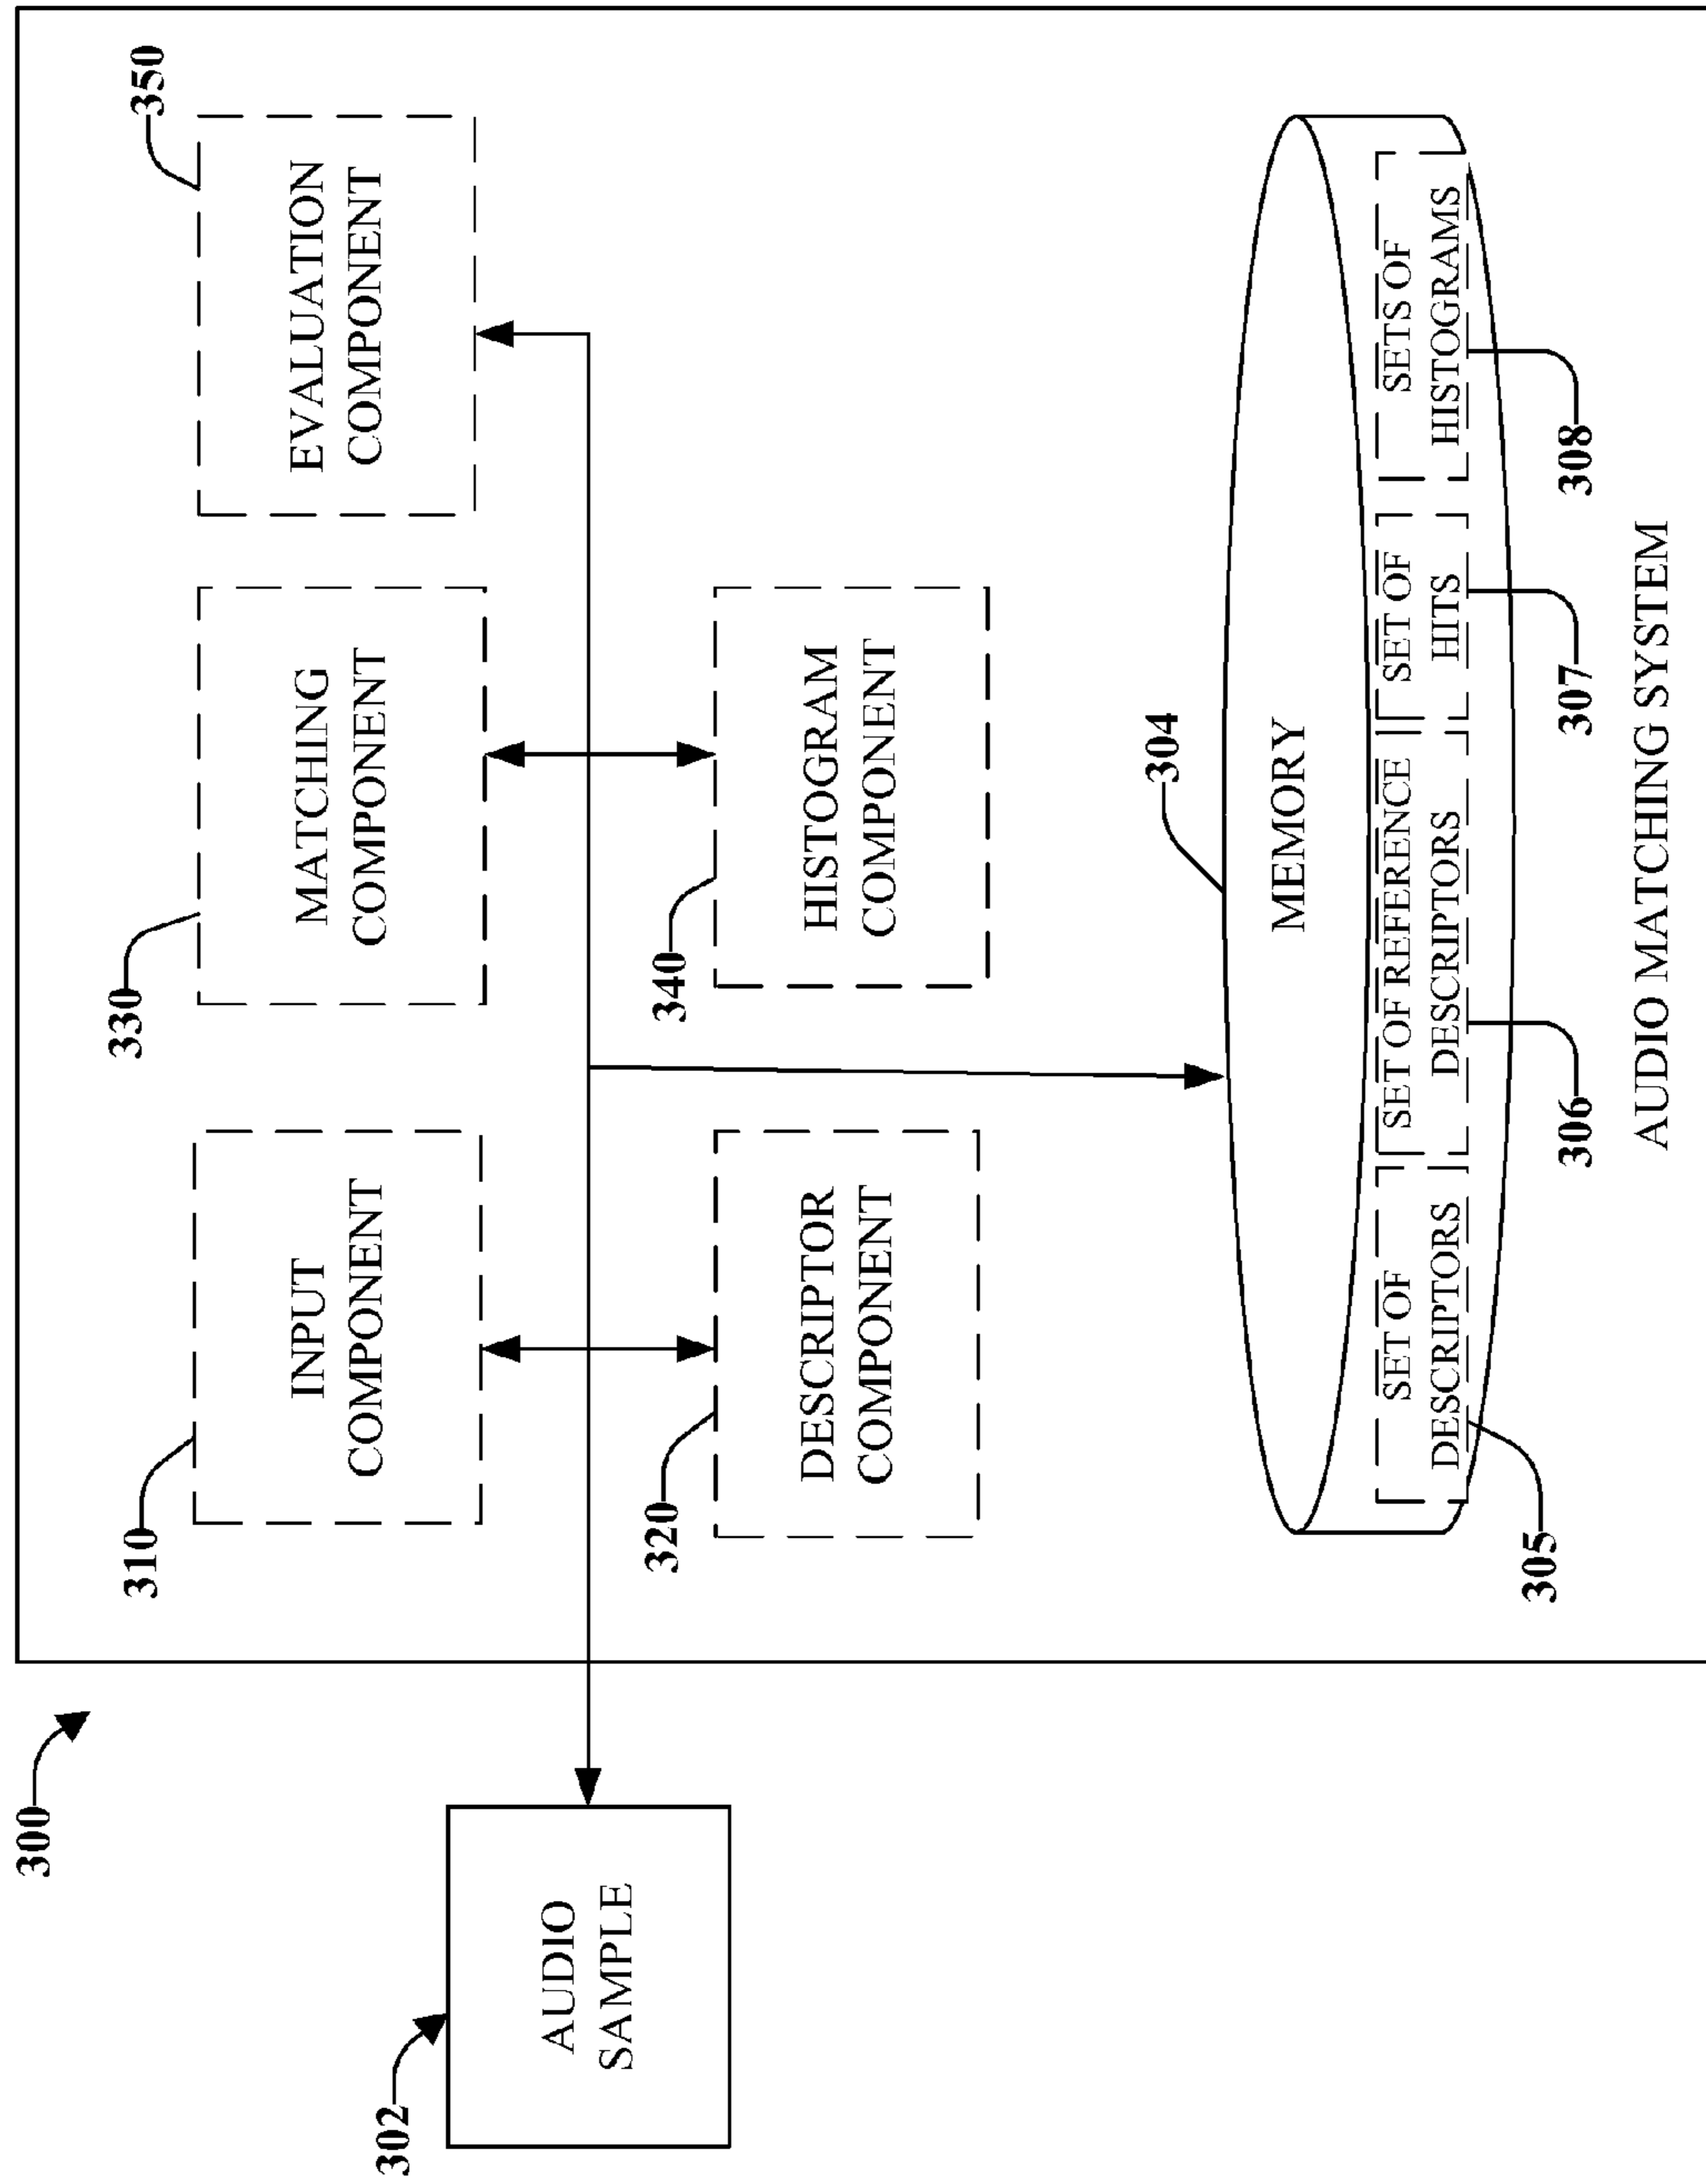 300
302
AUDIO
SAMPLE
310
INPUT
COMPONENT
330
MATCHING
COMPONENT
350
EVALUATION
COMPONENT
320
DESCRIPTOR
COMPONENT
340
HISTOGRAM
COMPONENT
304
MEMORY
SET OF
DESCRIPTORS
SET OF REFERENCE
DESCRIPTORS
SET OF
HITS
SETS OF
HISTOGRAMS
305
306
307
308
AUDIO MATCHING SYSTEM